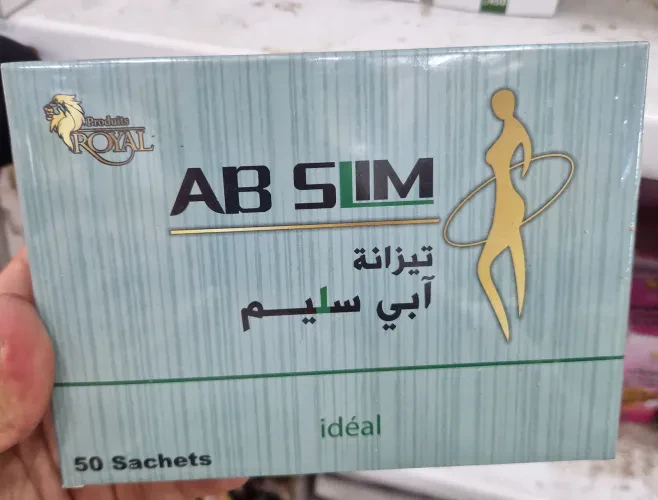 Produits
ROYAL
AB SLIM
تيزانة
آبي سليم
idéal
50 Sachets